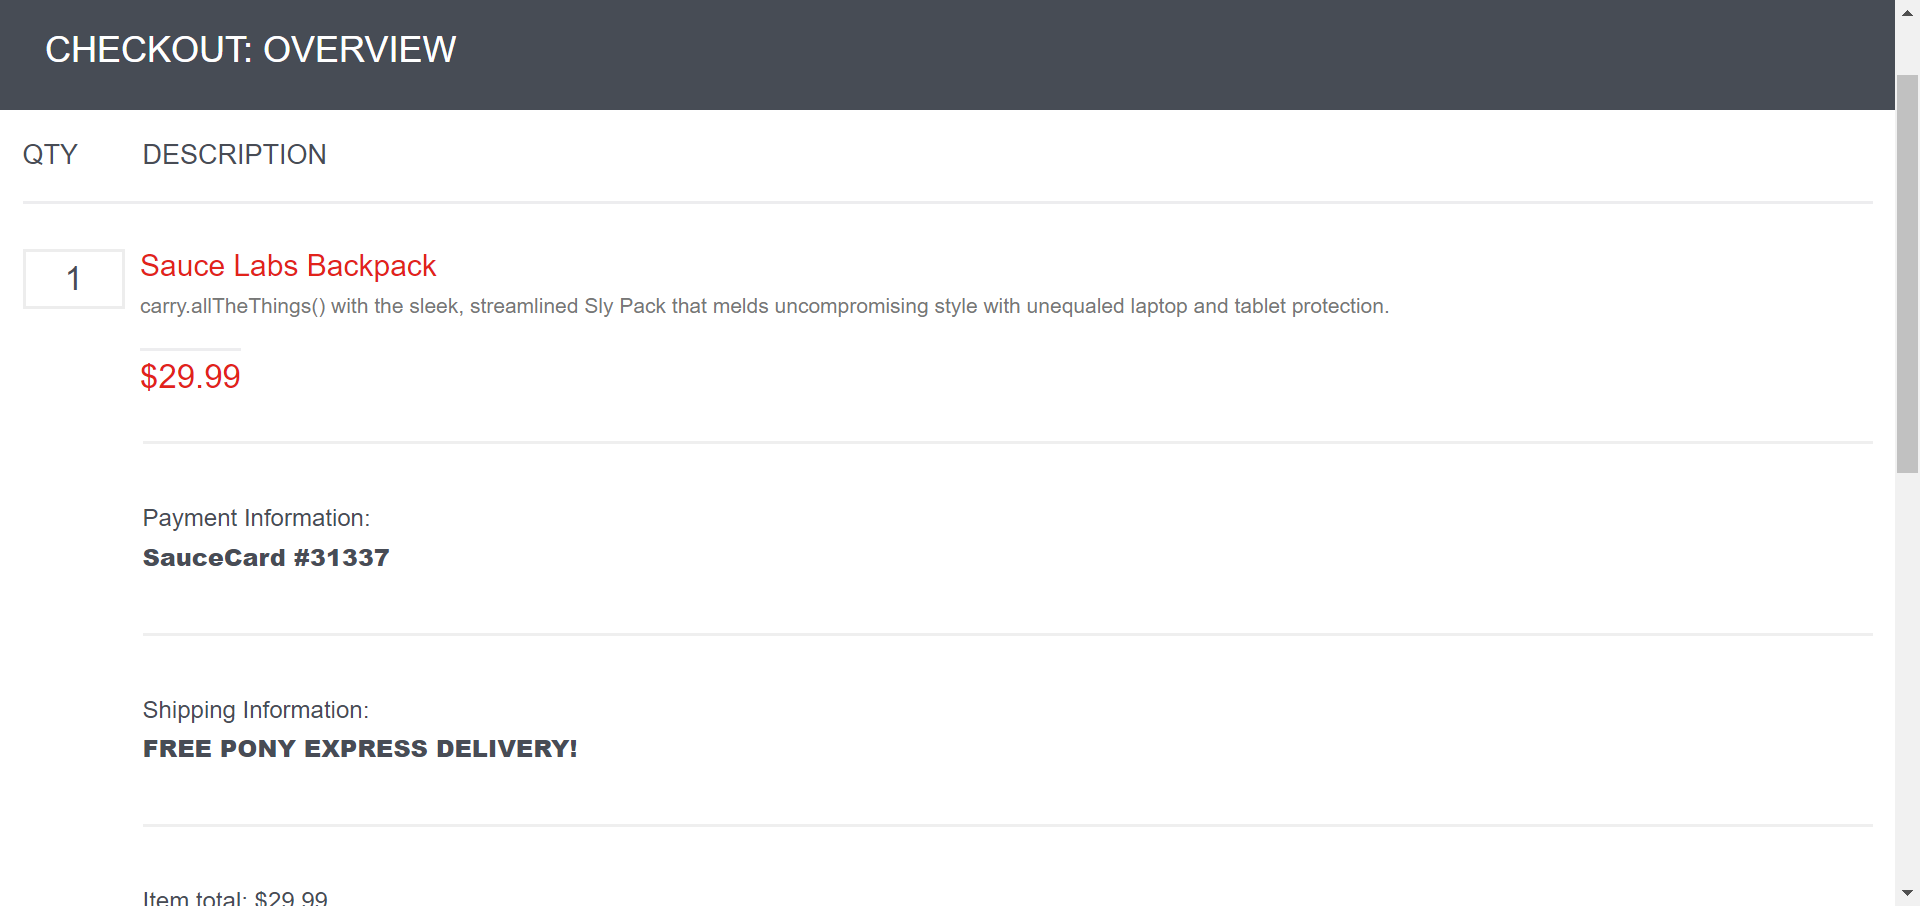 CHECKOUT: OVERVIEW
QTY DESCRIPTION
1 Sauce Labs Backpack
carry.allTheThings() with the sleek, streamlined Sly Pack that melds uncompromising style with unequaled laptop and tablet protection.
$29.99
Payment Information:
SauceCard #31337
Shipping Information:
FREE PONY EXPRESS DELIVERY!
Item total: $29.99